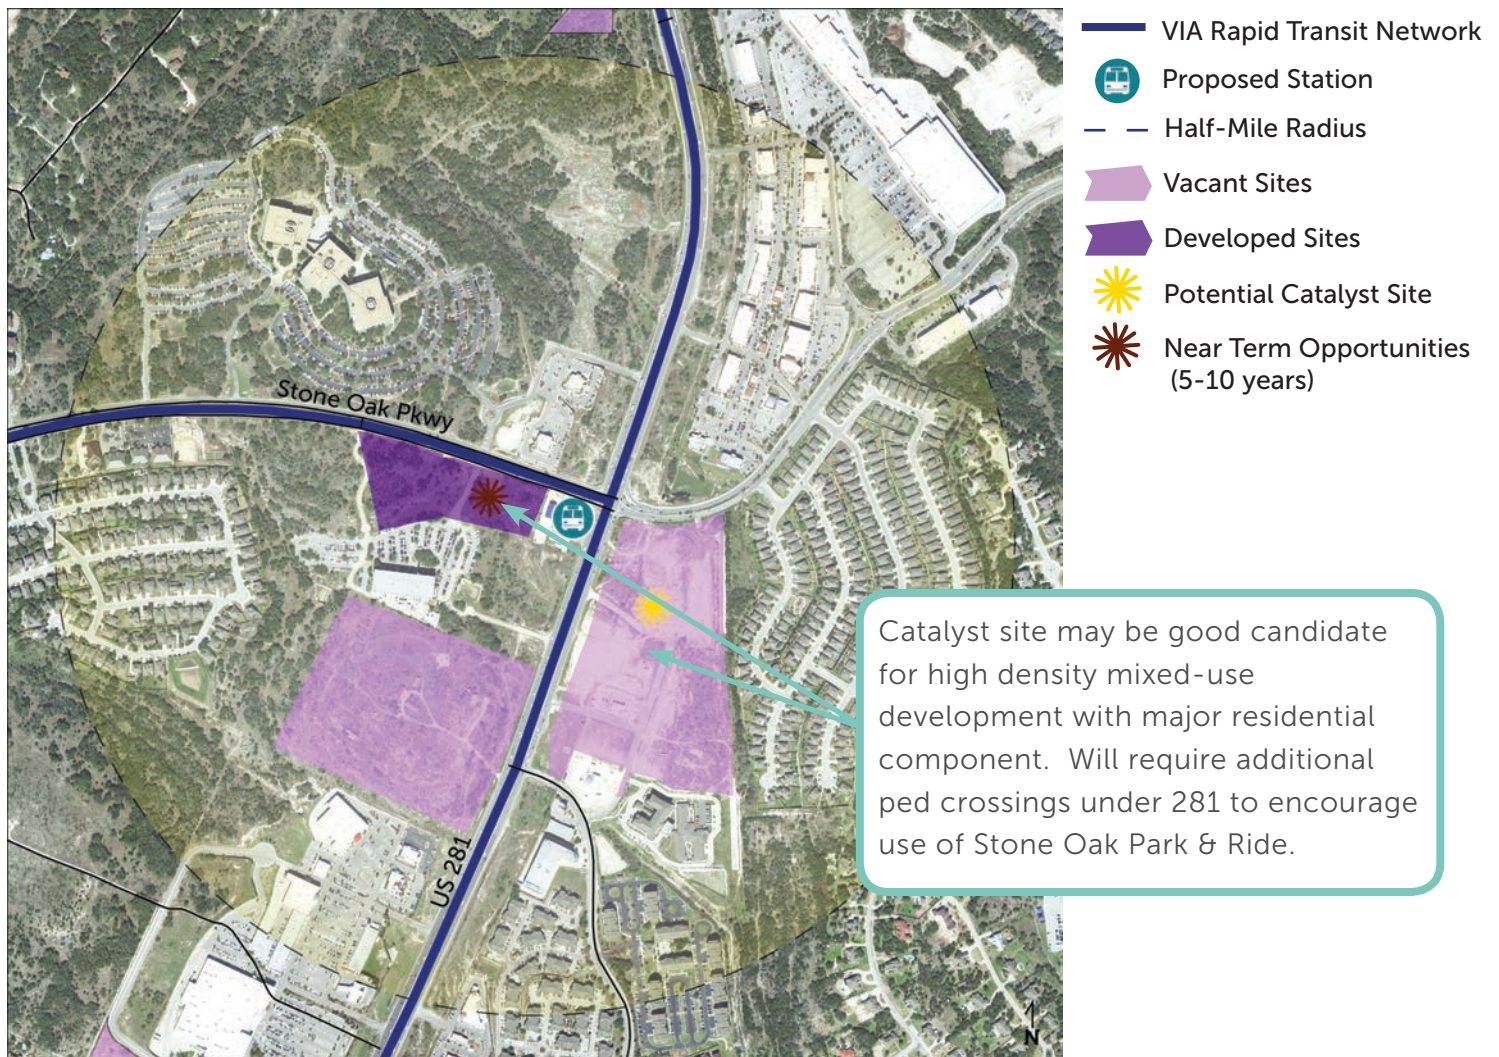 VIA Rapid Transit Network
Proposed Station
Half-Mile Radius
Vacant Sites
Developed Sites
Potential Catalyst Site
Near Term Opportunities
(5-10 years)
Stone Oak Pkwy
US 281
Catalyst site may be good candidate
for high density mixed-use
development with major residential
component.  Will require additional
ped crossings under 281 to encourage
use of Stone Oak Park & Ride.
N